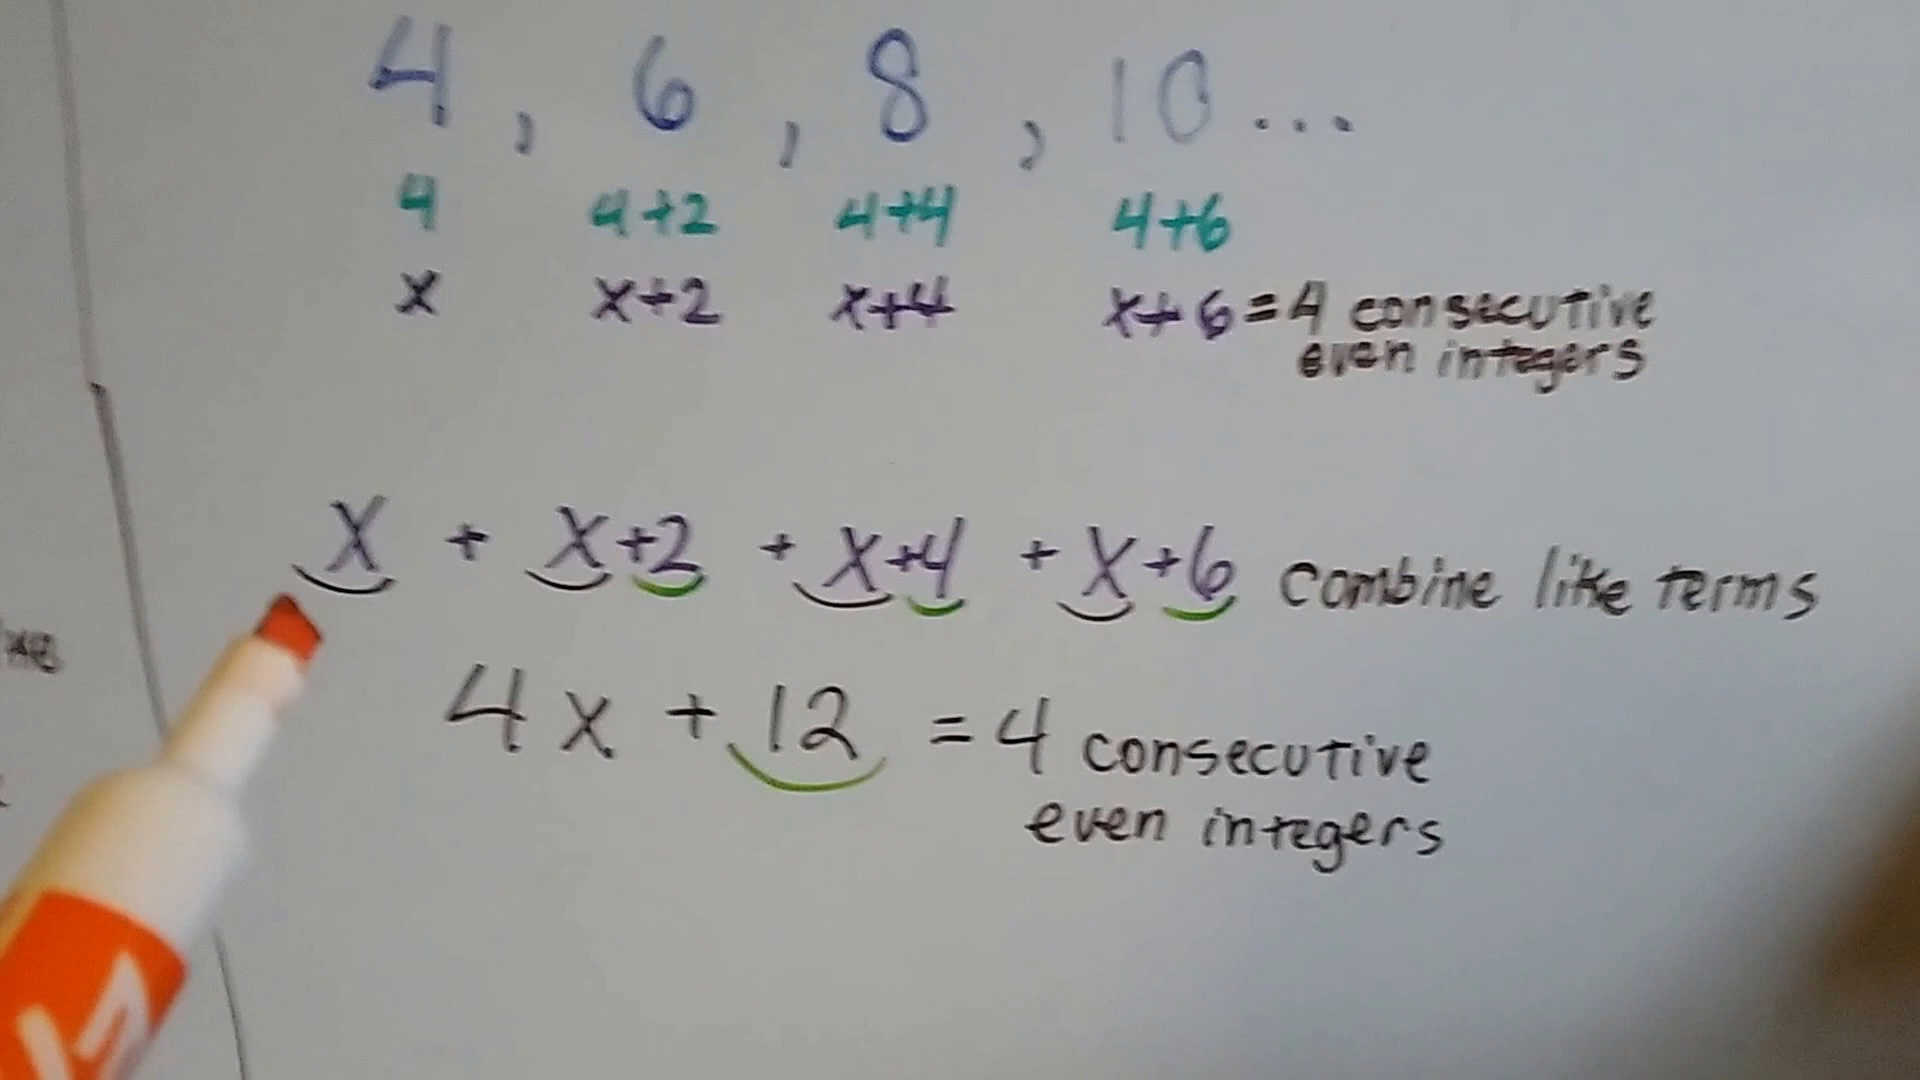 4, 6, 8, 10...
4 4+2 4+4 4+6
x x+2 x+4 x+6 = 4 consecutive
even integers
x + x+2 + x+4 + x+6 combine like terms
4x + 12 = 4 consecutive
even integers